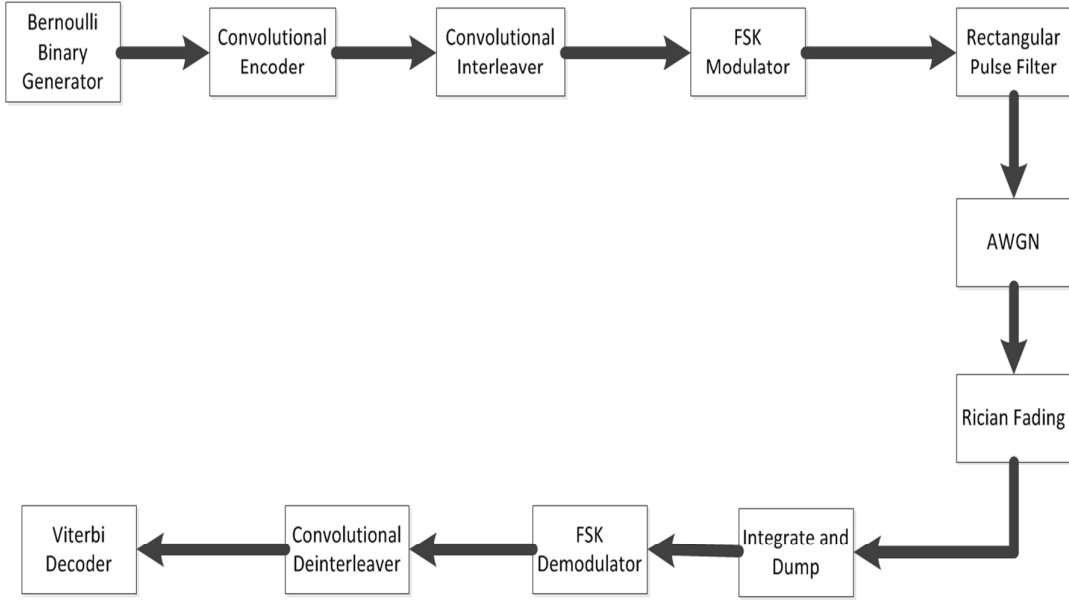 Bernoulli
Binary
Generator
Convolutional
Encoder
Convolutional
Interleaver
FSK
Modulator
Rectangular
Pulse Filter
AWGN
Rician Fading
Integrate and
Dump
FSK
Demodulator
Convolutional
Deinterleaver
Viterbi
Decoder